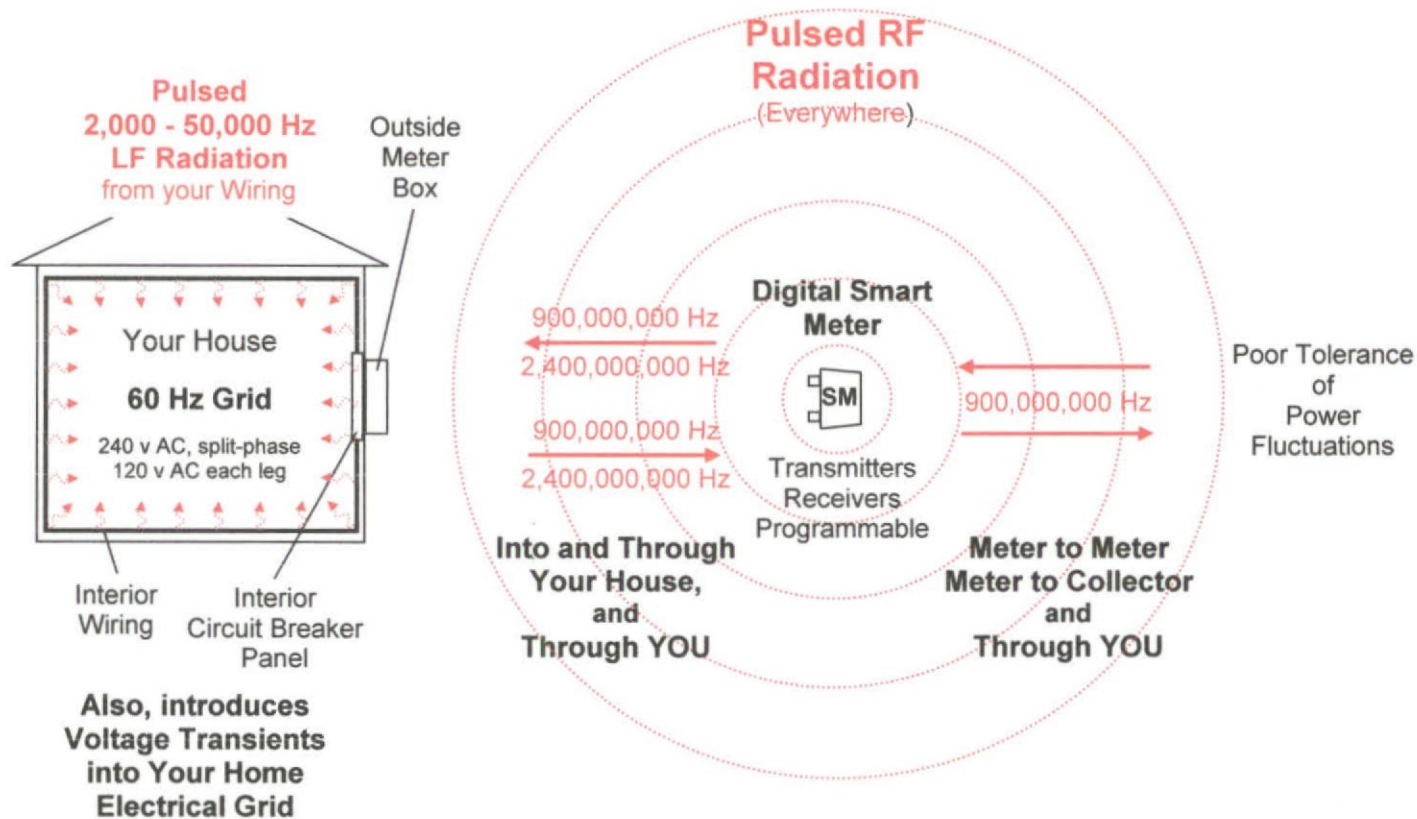 Pulsed RF
Radiation
(Everywhere)
Pulsed
2,000 - 50,000 Hz
LF Radiation
from your Wiring
Outside
Meter
Box
Your House
60 Hz Grid
240 v AC, split-phase
120 v AC each leg
Interior
Wiring
Interior
Circuit Breaker
Panel
Also, introduces
Voltage Transients
into Your Home
Electrical Grid
Digital Smart
Meter
SM
Transmitters
Receivers
Programmable
900,000,000 Hz
2,400,000,000 Hz
900,000,000 Hz
2,400,000,000 Hz
Into and Through
Your House,
and
Through YOU
900,000,000 Hz
Meter to Meter
Meter to Collector
and
Through YOU
Poor Tolerance
of
Power
Fluctuations